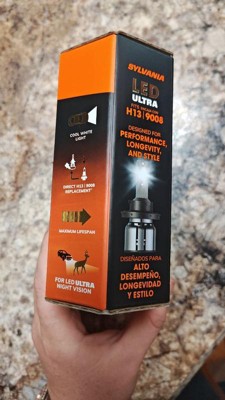 COOL WHITE
LIGHT
DIRECT H13 | 9008
REPLACEMENT
MAXIMUM LIFESPAN
FOR LED ULTRA
NIGHT VISION
SYLVANIA
LED
ULTRA
H13|9008
DESIGNED FOR
PERFORMANCE,
LONGEVITY,
AND STYLE
DISEÑADOS PARA
ALTO
DESEMPEÑO,
LONGEVIDAD
Y ESTILO